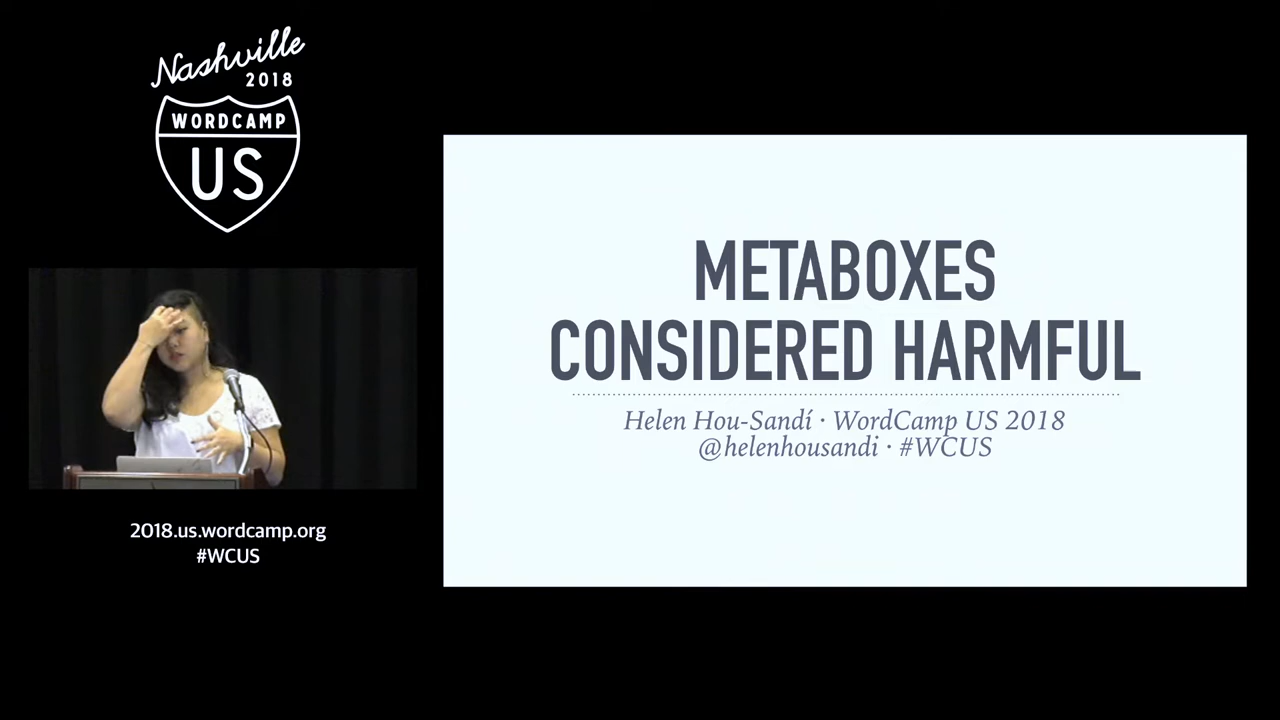 Nashville
2018
WORDCAMP
US
METABOXES
CONSIDERED HARMFUL
Helen Hou-Sandí · WordCamp US 2018
@helenhousandi · #WCUS
2018.us.wordcamp.org
#WCUS